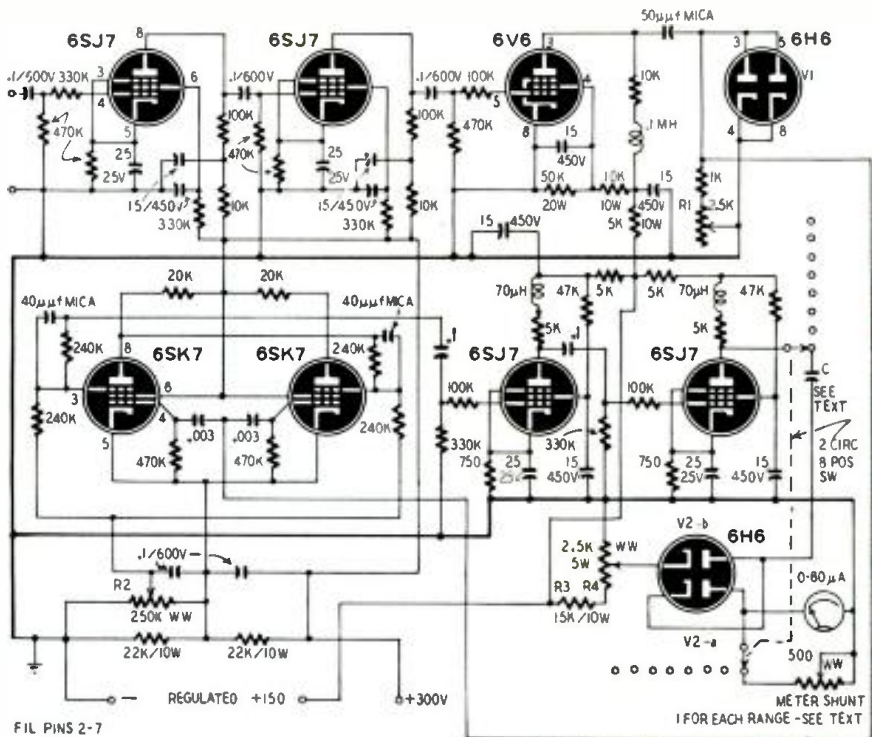 6SJ7
6SJ7
6V6
50μμf MICA
6H6
8
3
4
6
5
.1/600V
330K
470K
25
25V
15/450V
330K
100K
10K
.1/600V
100K
470K
25
25V
15/450V
330K
10K
.1/600V
100K
470K
5
8
15
450V
50K
20W
10K
10W
15
450V
10K
.1MH
5K
10W
3
5
V1
4
8
1K
R1
2.5K
15
450V
20K
20K
40μμf MICA
40μμf MICA
240K
240K
6SK7
6SK7
8
3
6
4
5
240K
240K
.003
.003
470K
470K
.1
100K
330K
70μH
5K
47K
5K
5K
70μH
5K
47K
6SJ7
6SJ7
.1
100K
330K
750
25
25V
15
450V
750
25
25V
15
450V
C
SEE
TEXT
2 CIRC
8 POS
SW
.1/600V
R2
250K WW
22K/10W
22K/10W
2.5K
5W
WW
R3
R4
15K/10W
V2-b
6H6
V2-a
0-60μA
500
WW
METER SHUNT
1 FOR EACH RANGE - SEE TEXT
— REGULATED +150
+300V
FIL PINS 2-7